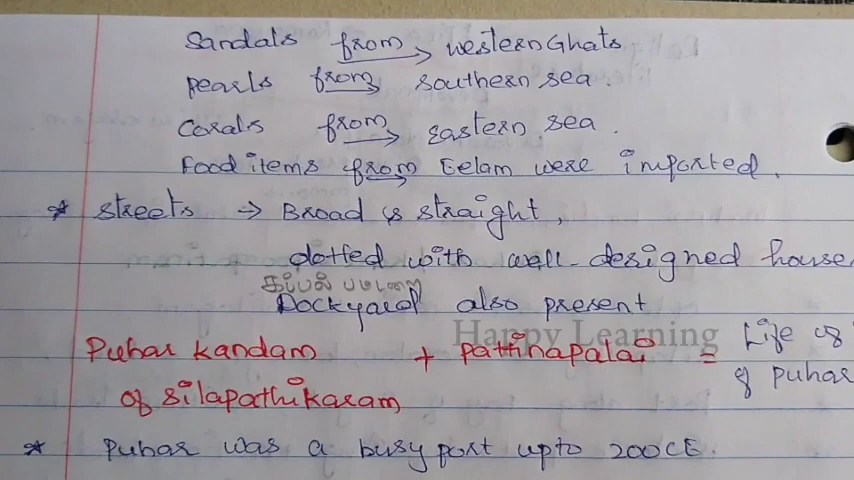 Sandals from → western Ghats
Pearls from → southern sea.
Corals from → eastern sea.
Food items from → Eelam were imported.
* Streets → Broad & straight,
dotted with well-designed house
கப்பல் பட்டறை
Dockyard also present
Happy Learning
Puhar kandam + pathinapalai = Life of
of silapathikaram of puhar
* Puhar was a busy port upto 200CE.